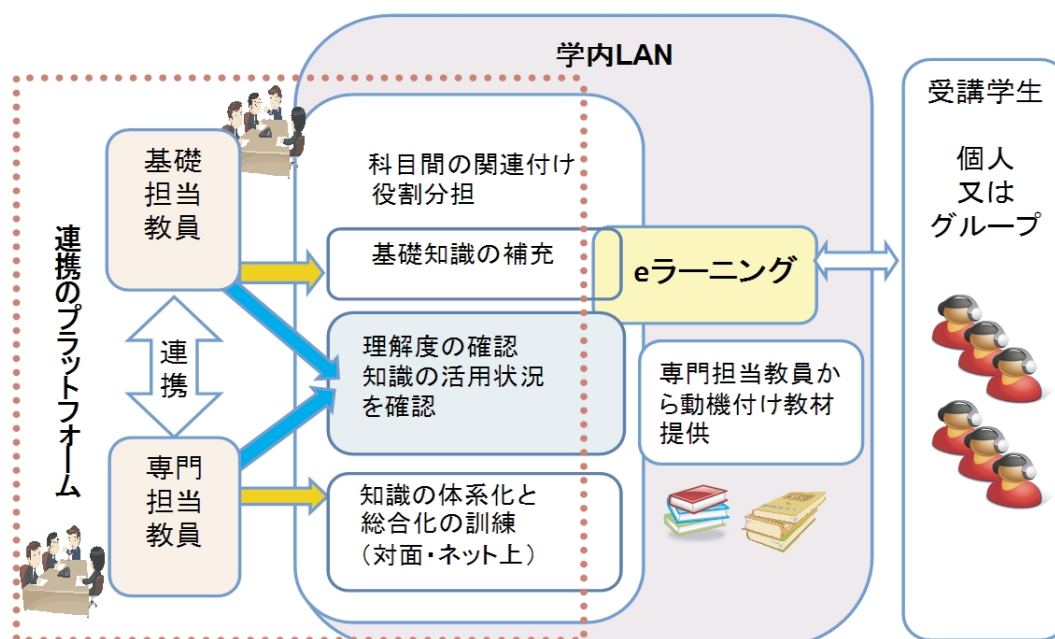 学内LAN
連携のプラットフォーム
基礎
担当
教員
連
携
専門
担当
教員
科目間の関連付け
役割分担
基礎知識の補充
理解度の確認
知識の活用状況
を確認
知識の体系化と
総合化の訓練
（対面・ネット上）
eラーニング
専門担当教員か
ら動機付け教材
提供
受講学生
個人
又は
グループ